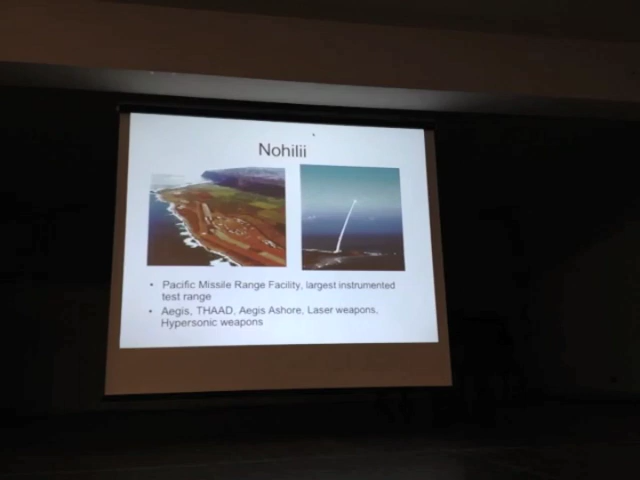 Nohilii
• Pacific Missile Range Facility, largest instrumented
test range
• Aegis, THAAD, Aegis Ashore, Laser weapons,
Hypersonic weapons